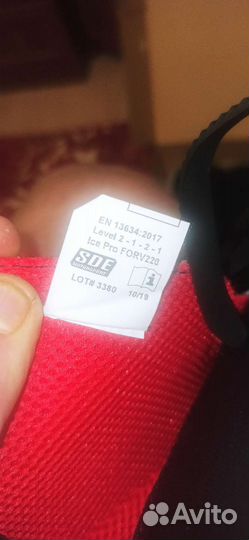 EN 13634:2017
Level 2 - 1 - 2 - 1
Ice Pro FORV220
SDE
LOT# 3380
10/19
Avito